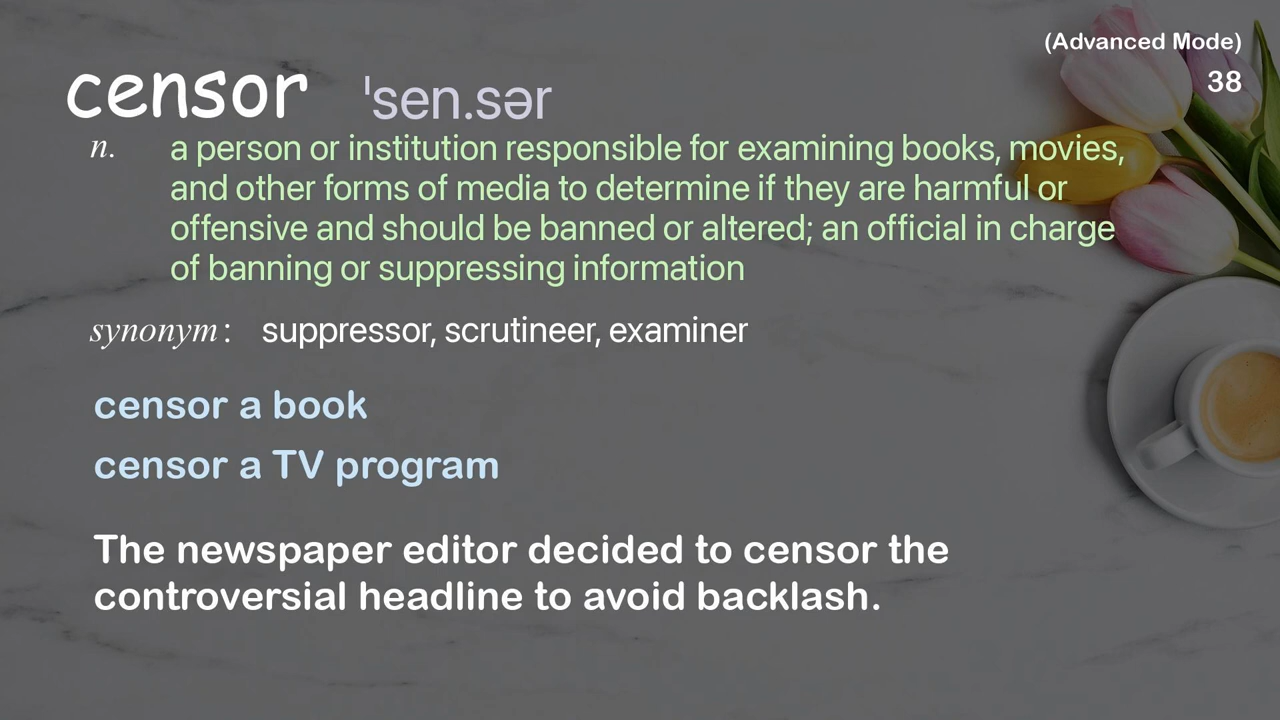 (Advanced Mode)
38
censor ˈsen.sər
n. a person or institution responsible for examining books, movies,
and other forms of media to determine if they are harmful or
offensive and should be banned or altered; an official in charge
of banning or suppressing information
synonym: suppressor, scrutineer, examiner
censor a book
censor a TV program
The newspaper editor decided to censor the
controversial headline to avoid backlash.